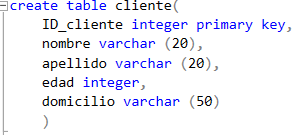 create table cliente(
ID_cliente integer primary key,
nombre varchar (20),
apellido varchar (20),
edad integer,
domicilio varchar (50)
)